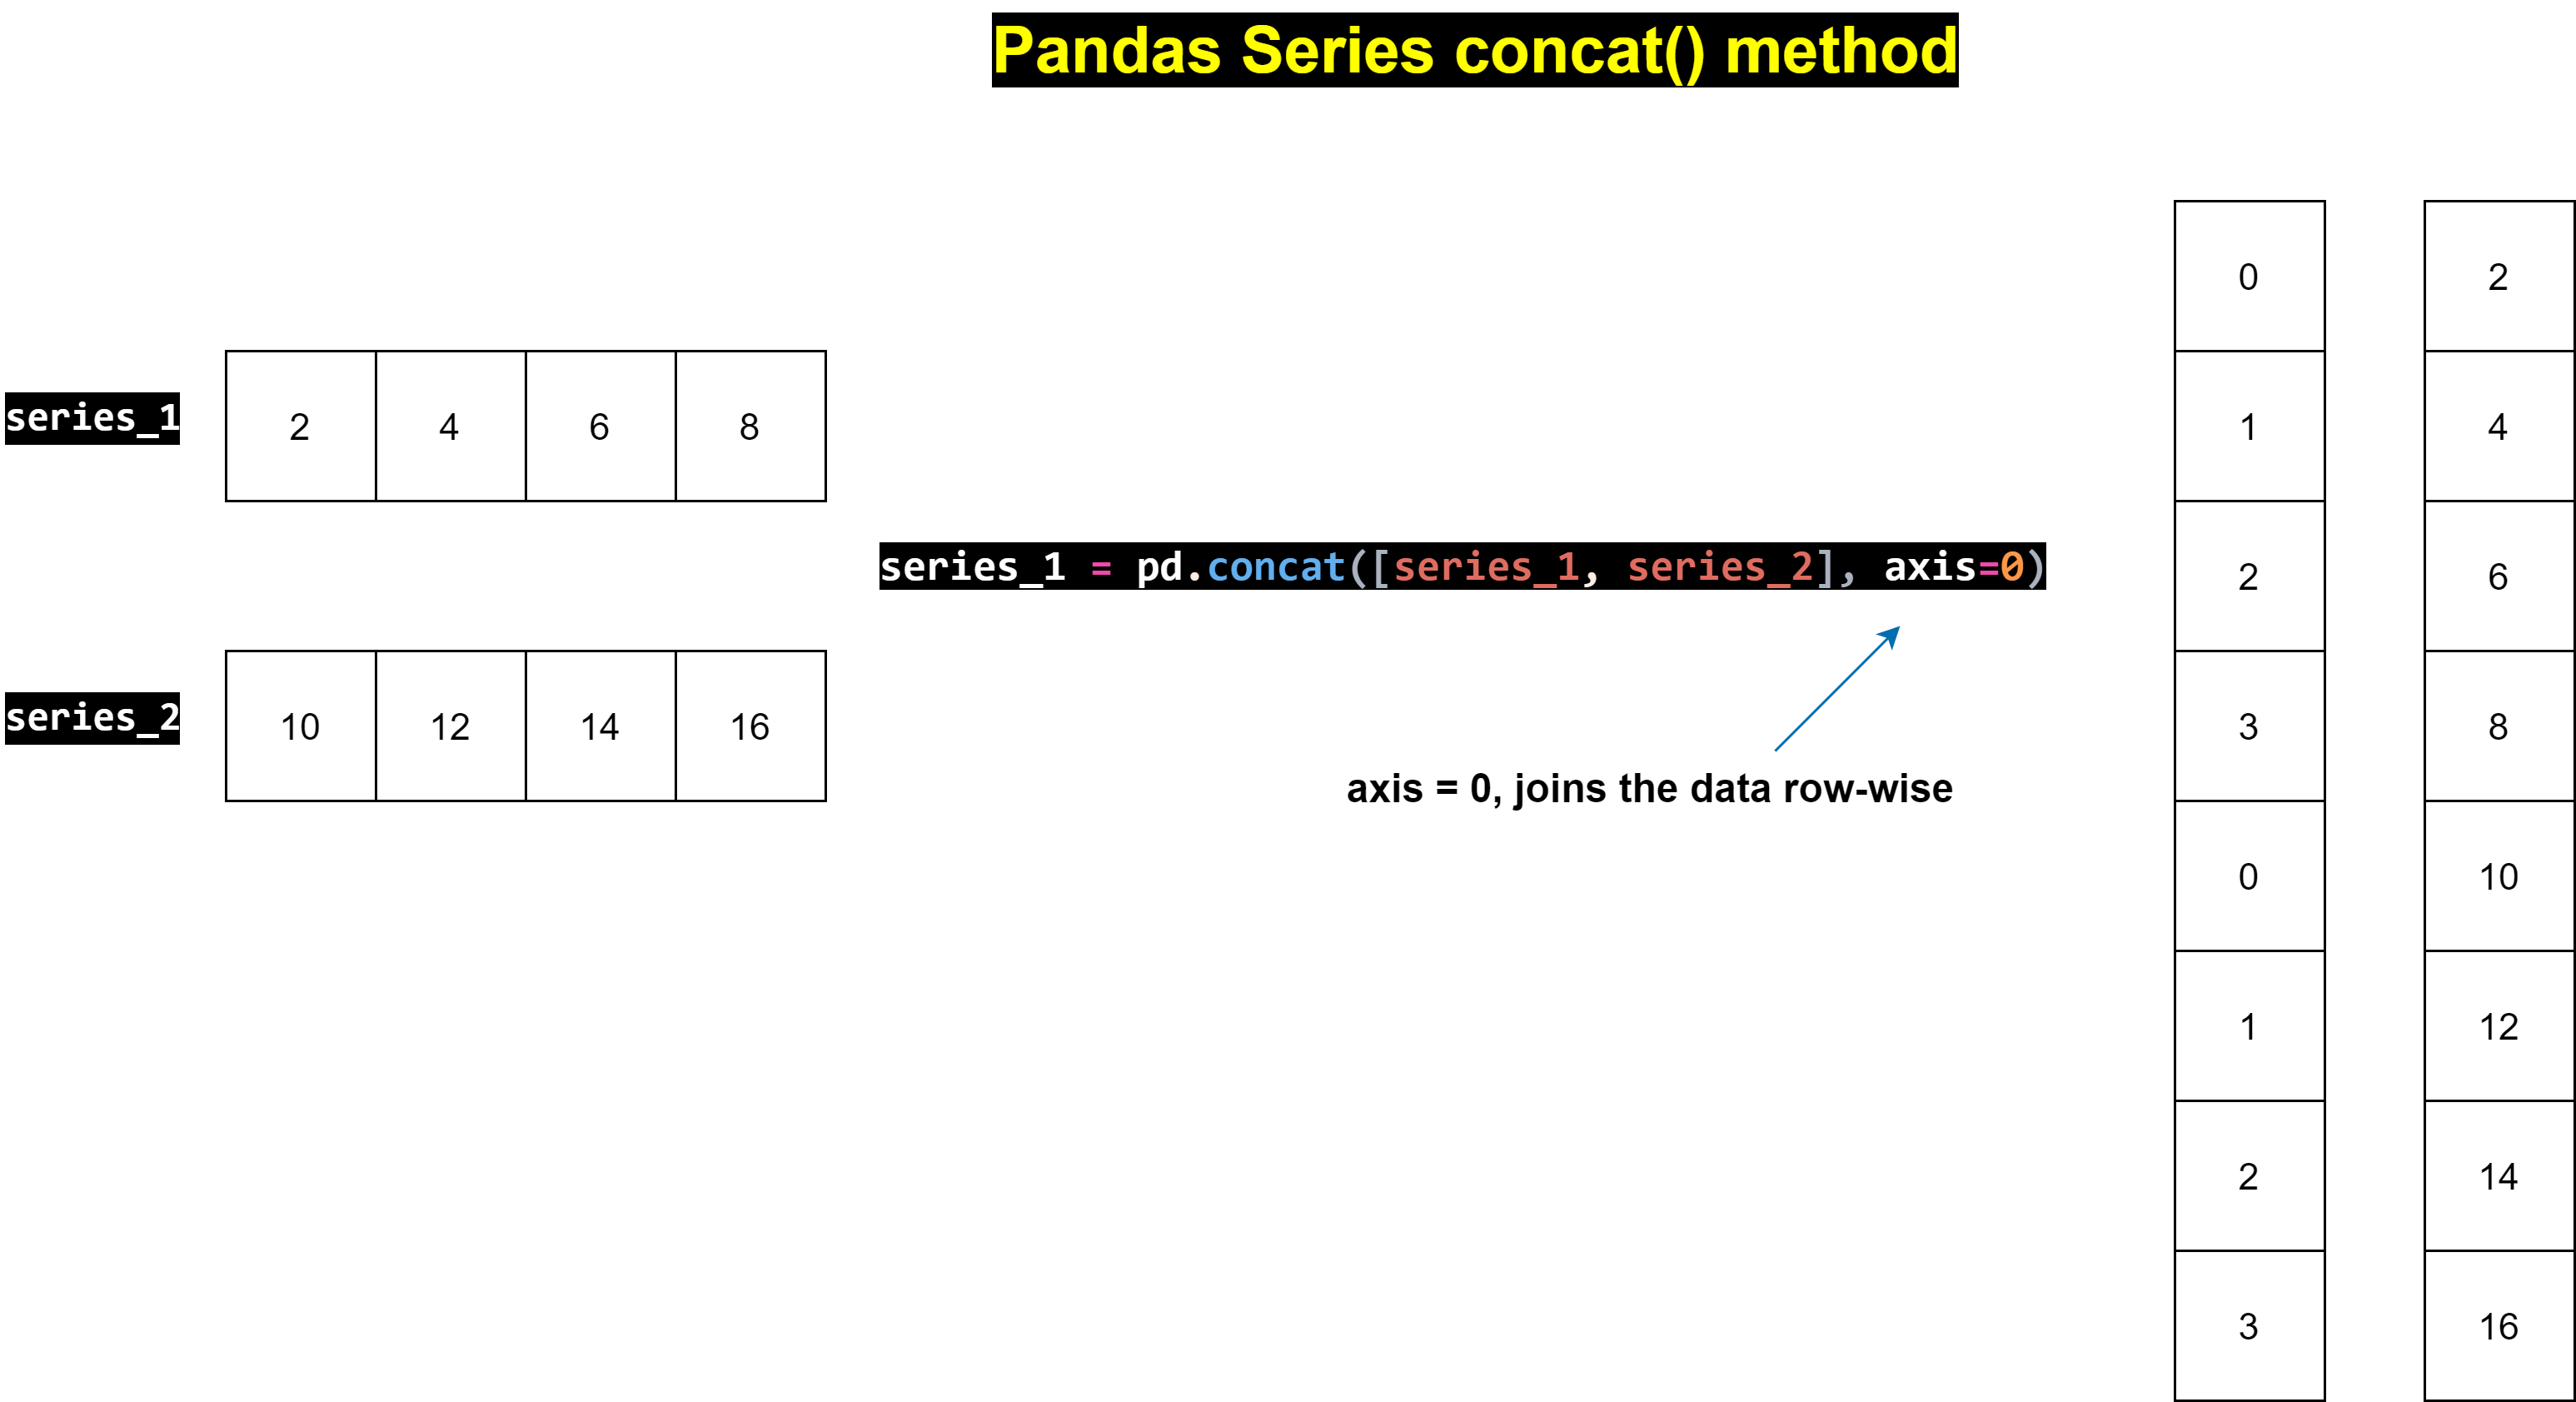 Pandas Series concat() method
series_1
2 4 6 8
series_2
10 12 14 16
series_1 = pd.concat([series_1, series_2], axis=0)
axis = 0, joins the data row-wise
0 2
1 4
2 6
3 8
0 10
1 12
2 14
3 16